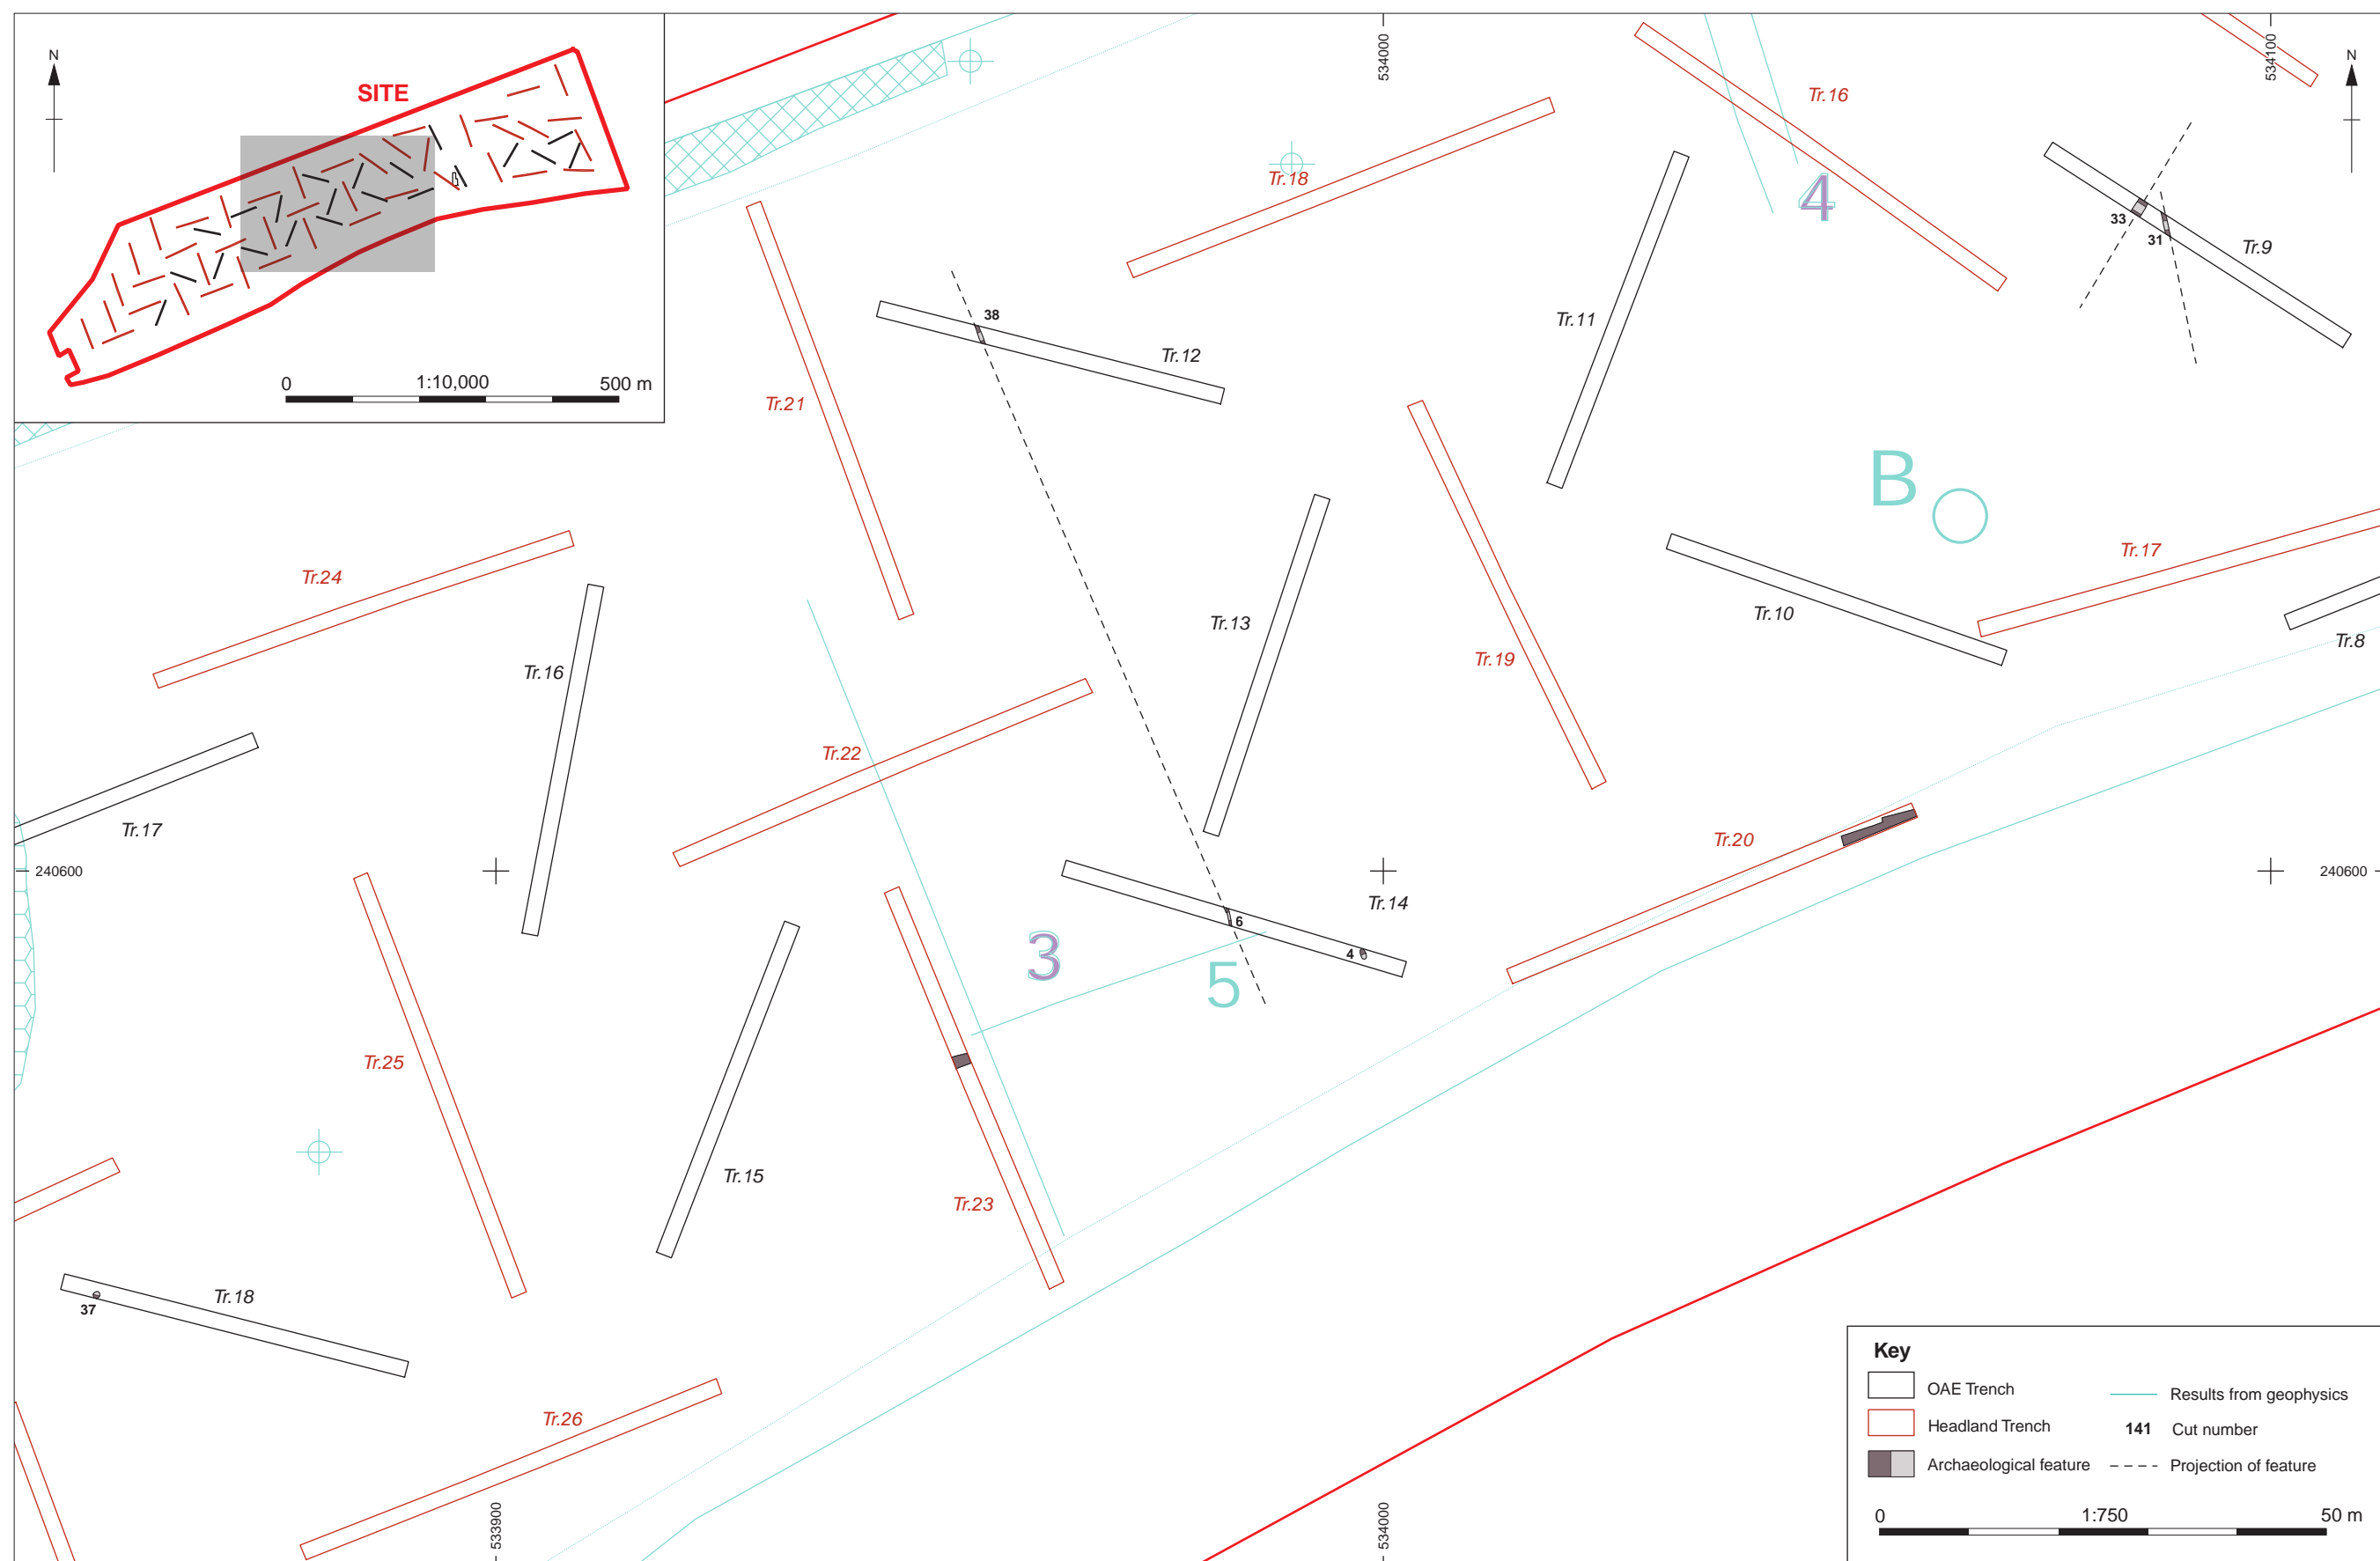 N
SITE
0 1:10,000 500 m
534000
534100
N
Tr.16
Tr.18
4
33
31
Tr.9
38
Tr.11
Tr.12
Tr.21
B
Tr.17
Tr.24
Tr.13
Tr.10
Tr.8
Tr.16
Tr.19
Tr.22
Tr.17
Tr.20
240600
240600
Tr.14
6
3
4
5
Tr.25
Tr.15
Tr.23
Tr.18
37
Tr.26
533900
534000
Key
OAE Trench
Results from geophysics
Headland Trench
141 Cut number
Archaeological feature
Projection of feature
0 1:750 50 m